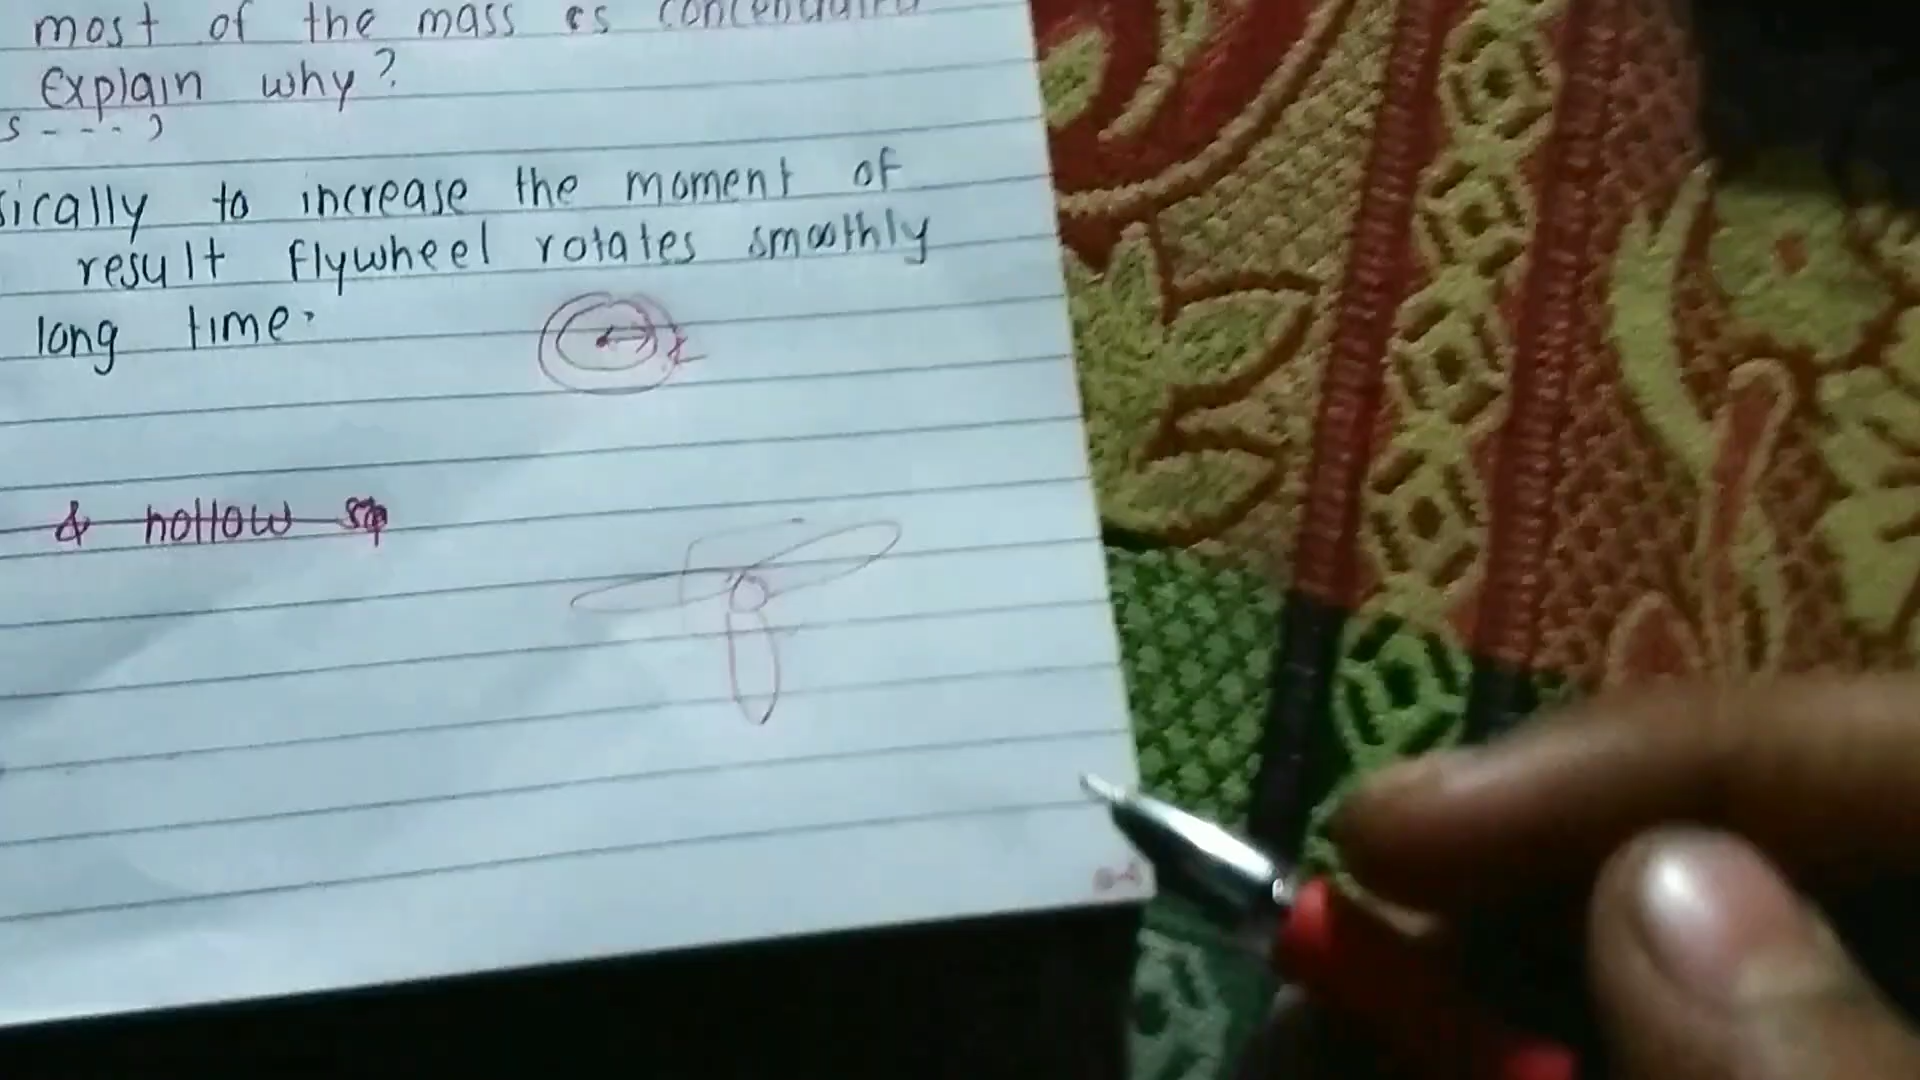 most of the mass is
Explain why?
s ---- )
sically to increase the moment of
result flywheel rotates smoothly
long time.
r
& hollow sp